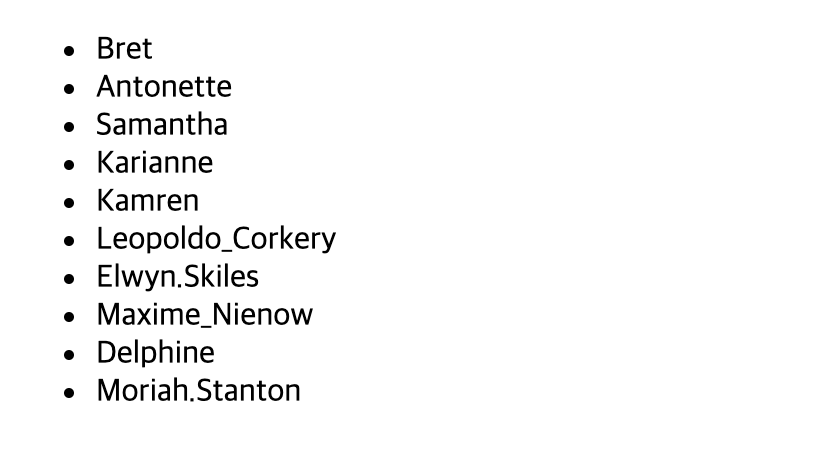 • Bret
• Antonette
• Samantha
• Karianne
• Kamren
• Leopoldo_Corkery
• Elwyn.Skiles
• Maxime_Nienow
• Delphine
• Moriah.Stanton